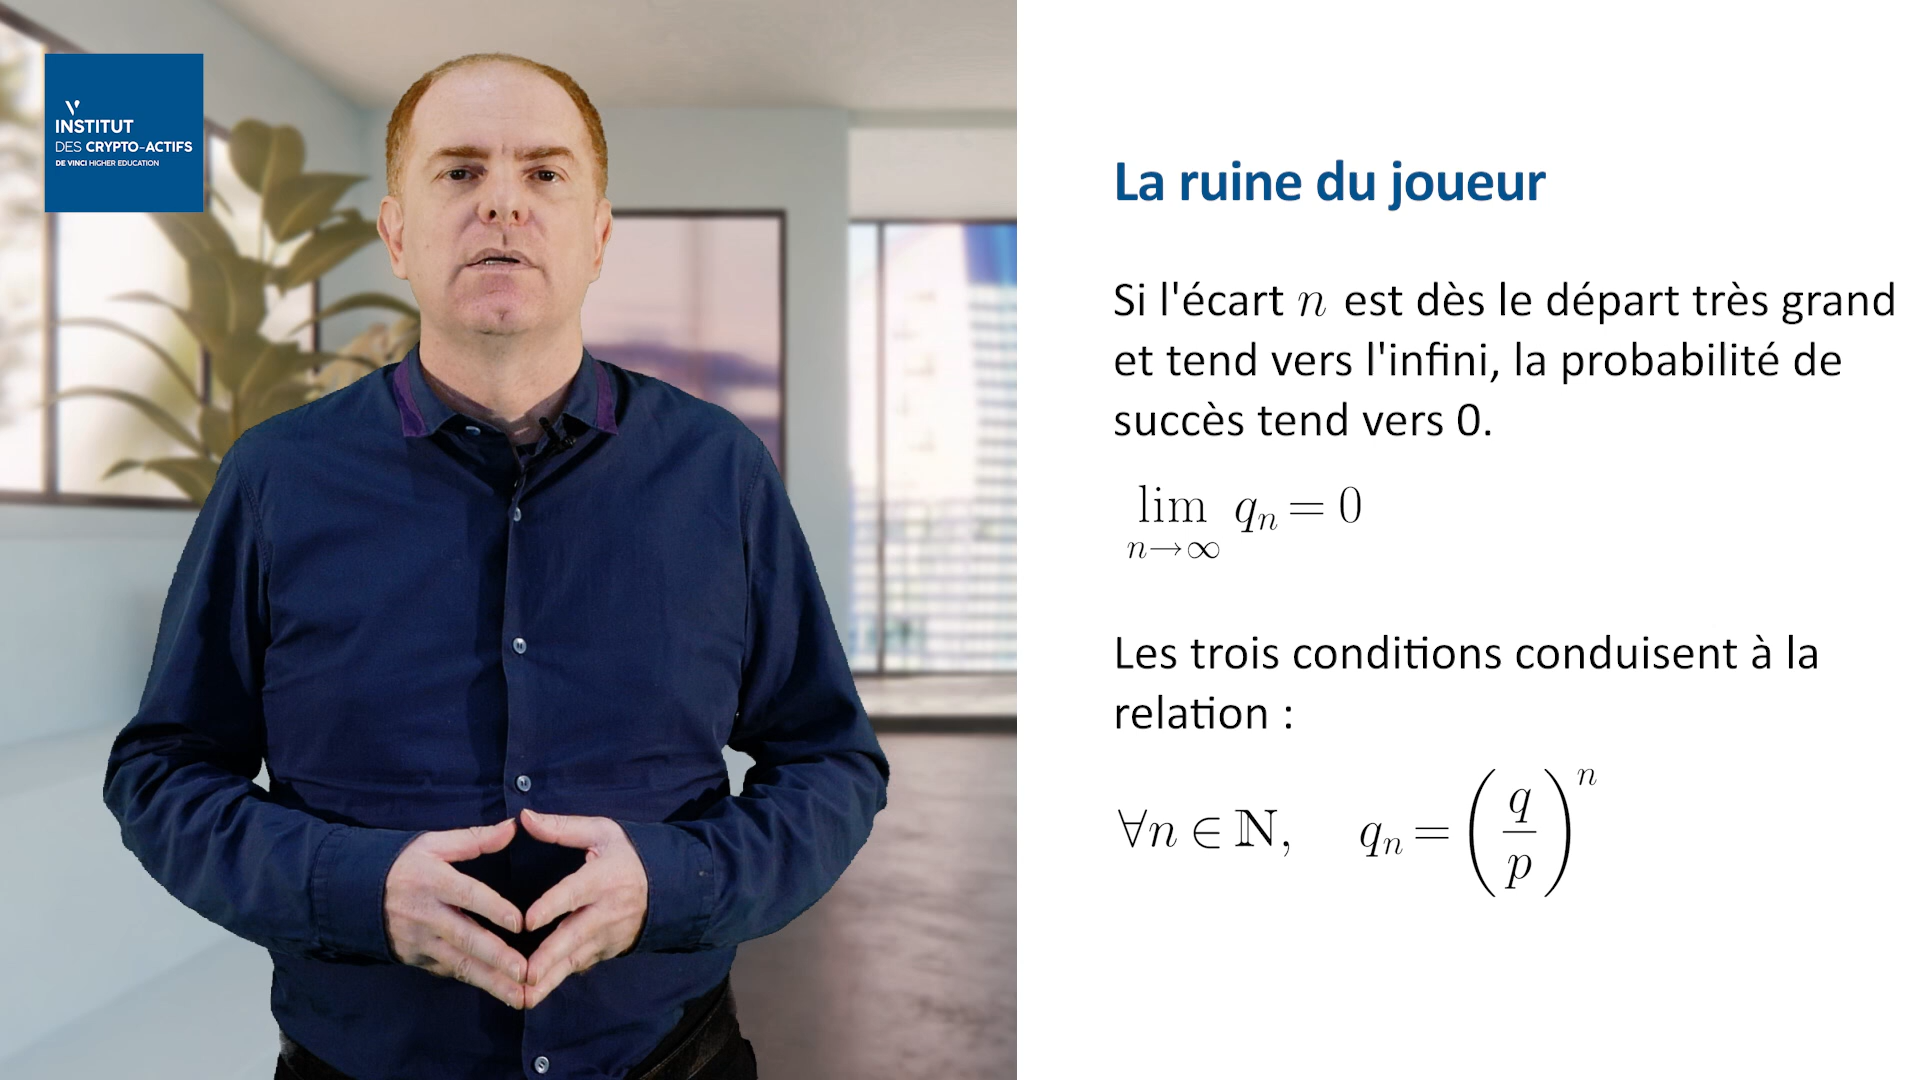 INSTITUT
DES CRYPTO-ACTIFS
DE VINCI HIGHER EDUCATION
La ruine du joueur
Si l'écart n est dès le départ très grand
et tend vers l'infini, la probabilité de
succès tend vers 0.
lim q_n = 0
n→∞
Les trois conditions conduisent à la
relation :
∀n ∈ ℕ, q_n = (q/p)^n